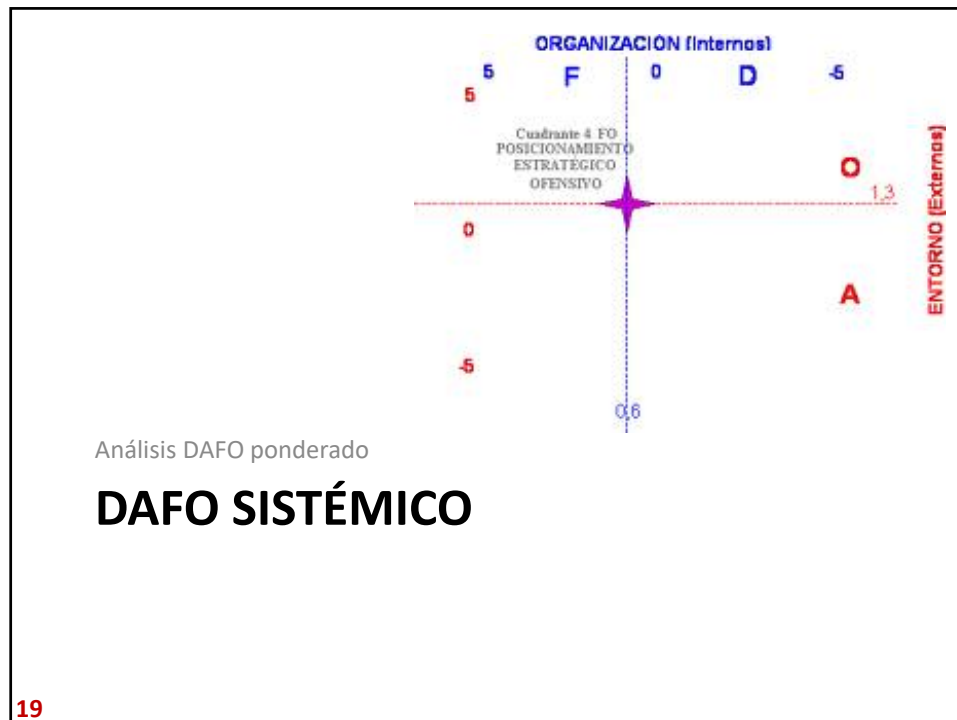 ORGANIZACIÓN (Internos)
5 F 0 D -5
5
Cuadrante 4 FO
POSICIONAMIENTO
ESTRATÉGICO
OFENSIVO
O
1,3
0
A
-5
0,6
ENTORNO (Externas)
Análisis DAFO ponderado
DAFO SISTÉMICO
19